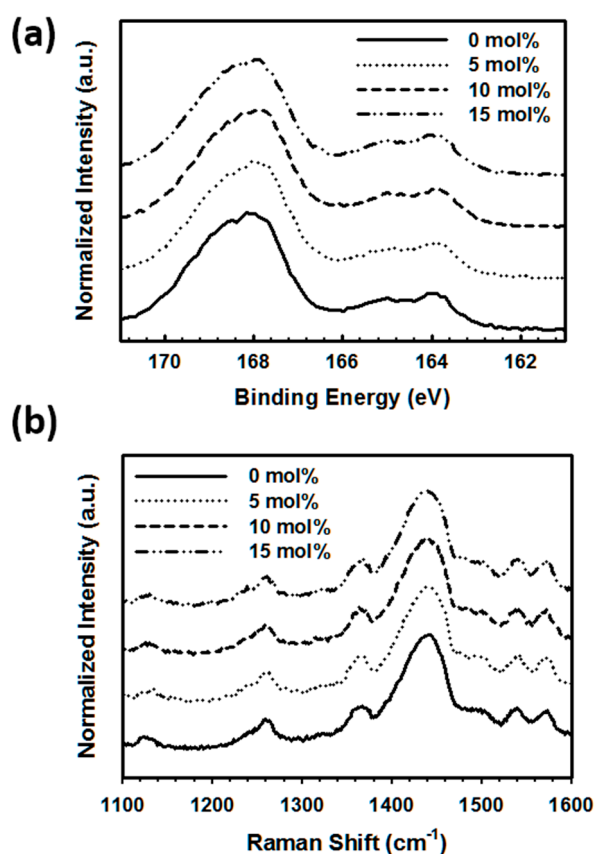 (a)
Normalized Intensity (a.u.)
0 mol%
5 mol%
10 mol%
15 mol%
170 168 166 164 162
Binding Energy (eV)
(b)
Normalized Intensity (a.u.)
0 mol%
5 mol%
10 mol%
15 mol%
1100 1200 1300 1400 1500 1600
Raman Shift (cm⁻¹)